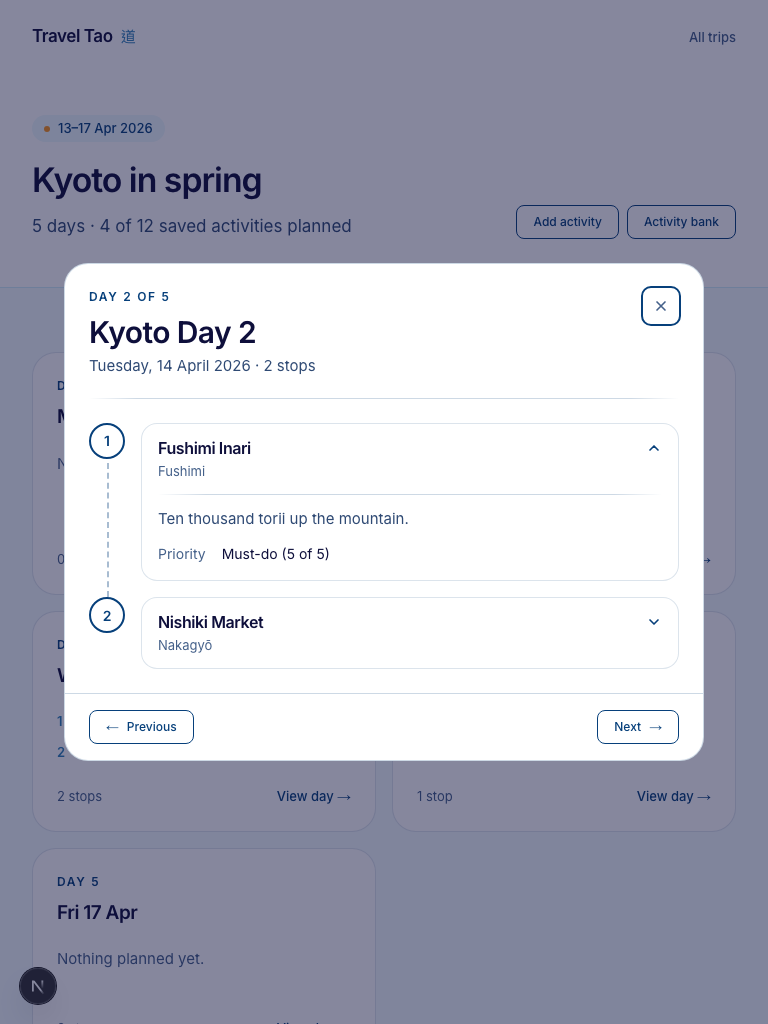 Travel Tao 道
All trips
13–17 Apr 2026
Kyoto in spring
5 days · 4 of 12 saved activities planned
Add activity
Activity bank
DAY 2 OF 5
×
Kyoto Day 2
Tuesday, 14 April 2026 · 2 stops
1
Fushimi Inari
Fushimi
Ten thousand torii up the mountain.
Priority Must-do (5 of 5)
2
Nishiki Market
Nakagyō
← Previous
Next →
1
2
2 stops
View day →
1 stop
View day →
DAY 5
Fri 17 Apr
Nothing planned yet.
N